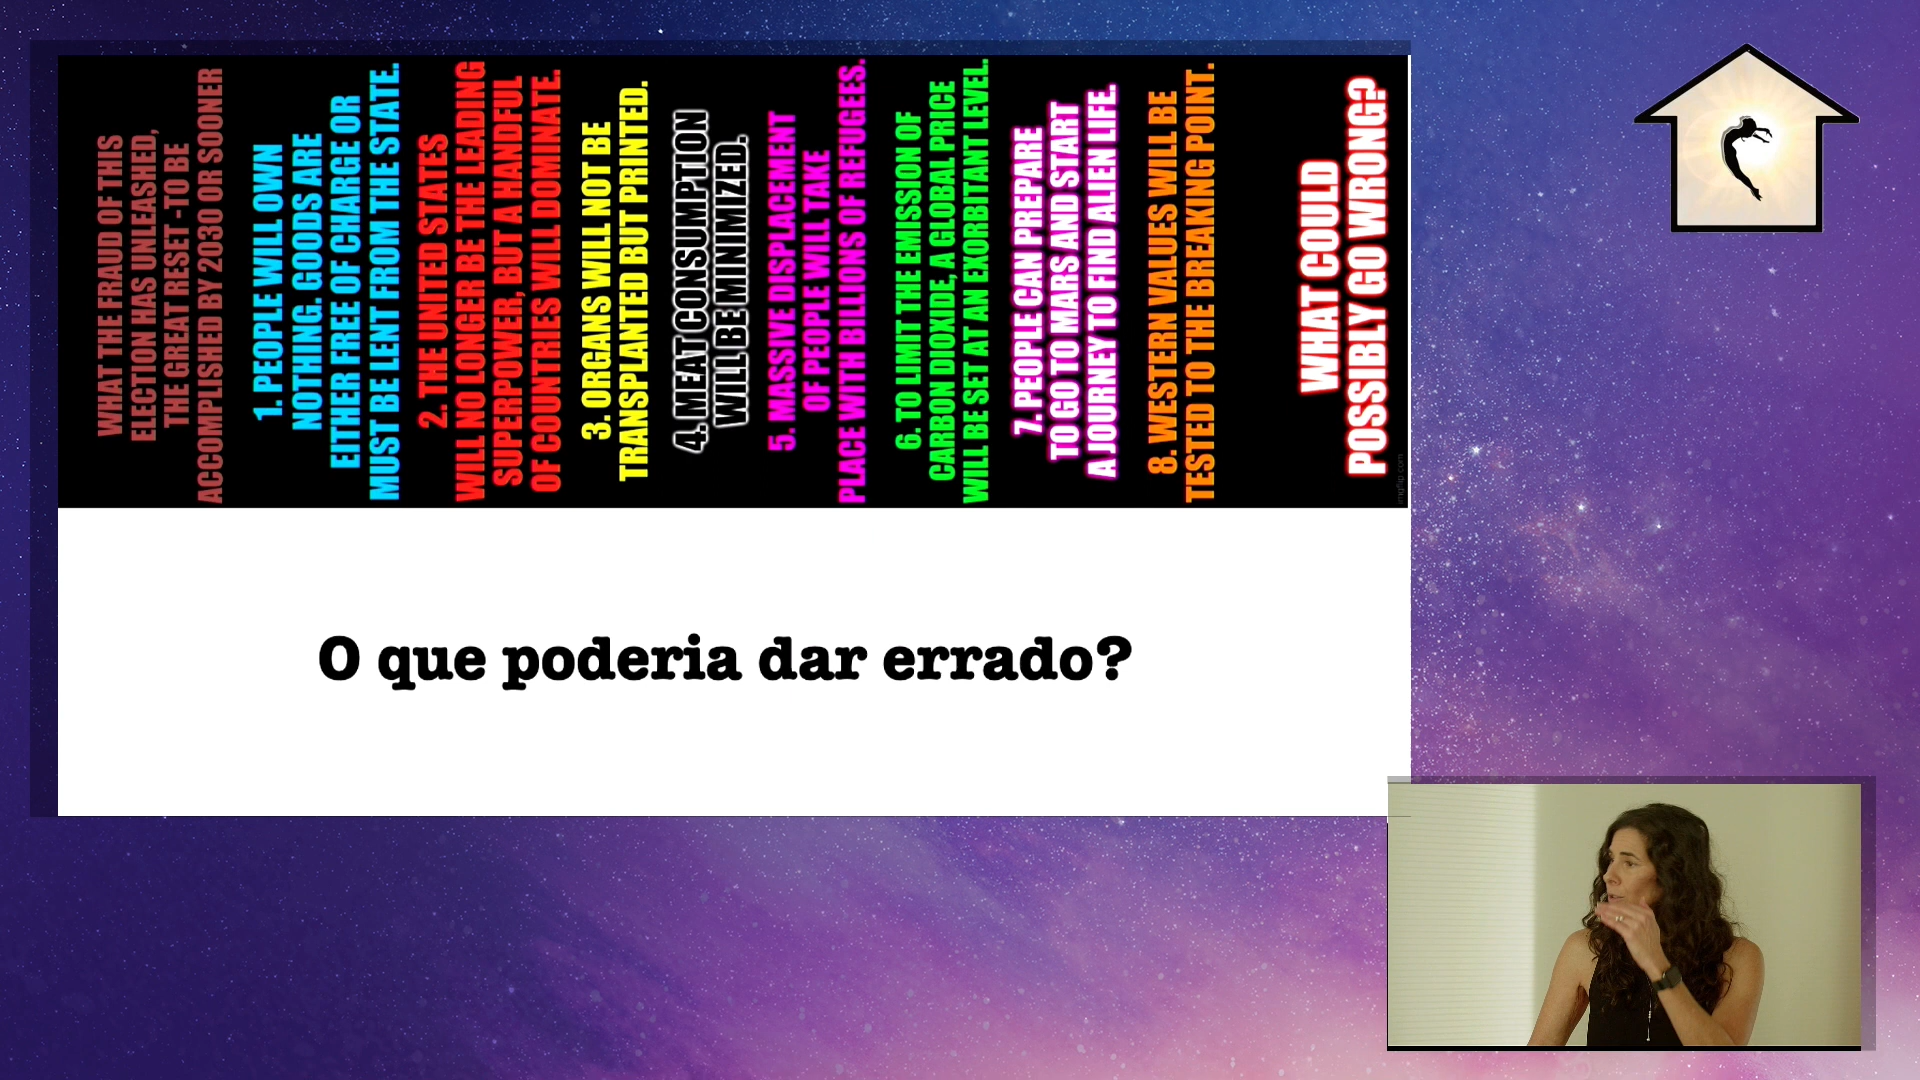 WHAT THE FRAUD OF THIS
ELECTION HAS UNLEASHED,
THE GREAT RESET -TO BE
ACCOMPLISHED BY 2030 OR SOONER
1. PEOPLE WILL OWN
NOTHING. GOODS ARE
EITHER FREE OF CHARGE OR
MUST BE LENT FROM THE STATE.
2. THE UNITED STATES
WILL NO LONGER BE THE LEADING
SUPERPOWER, BUT A HANDFUL
OF COUNTRIES WILL DOMINATE.
3. ORGANS WILL NOT BE
TRANSPLANTED BUT PRINTED.
4. MEAT CONSUMPTION
WILL BE MINIMIZED.
5. MASSIVE DISPLACEMENT
OF PEOPLE WILL TAKE
PLACE WITH BILLIONS OF REFUGEES.
6. TO LIMIT THE EMISSION OF
CARBON DIOXIDE, A GLOBAL PRICE
WILL BE SET AT AN EXORBITANT LEVEL.
7. PEOPLE CAN PREPARE
TO GO TO MARS AND START
A JOURNEY TO FIND ALIEN LIFE.
8. WESTERN VALUES WILL BE
TESTED TO THE BREAKING POINT.
WHAT COULD
POSSIBLY GO WRONG?
imgflip.com
O que poderia dar errado?